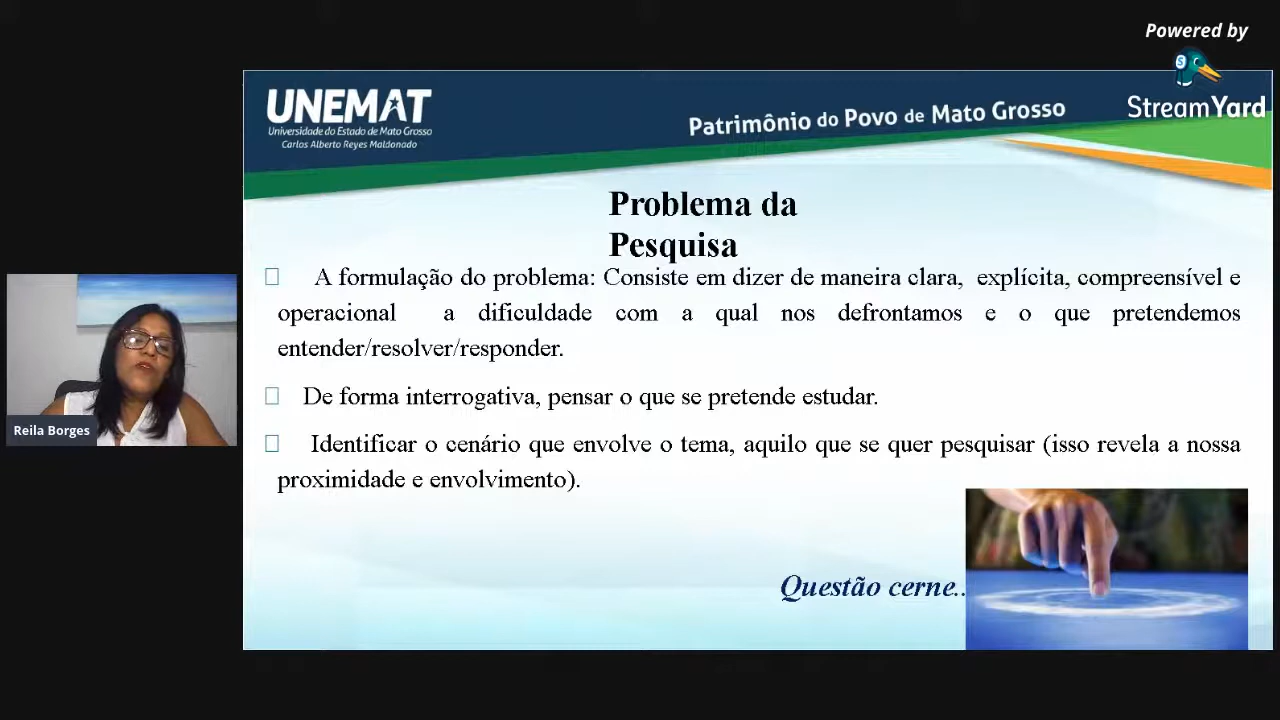 Powered by
StreamYard
UNEMAT
Universidade do Estado de Mato Grosso
Carlos Alberto Reyes Maldonado
Patrimônio do Povo de Mato Grosso
Problema da
Pesquisa
A formulação do problema: Consiste em dizer de maneira clara, explícita, compreensível e
operacional a dificuldade com a qual nos defrontamos e o que pretendemos
entender/resolver/responder.
De forma interrogativa, pensar o que se pretende estudar.
Identificar o cenário que envolve o tema, aquilo que se quer pesquisar (isso revela a nossa
proximidade e envolvimento).
Questão cerne..
Reila Borges